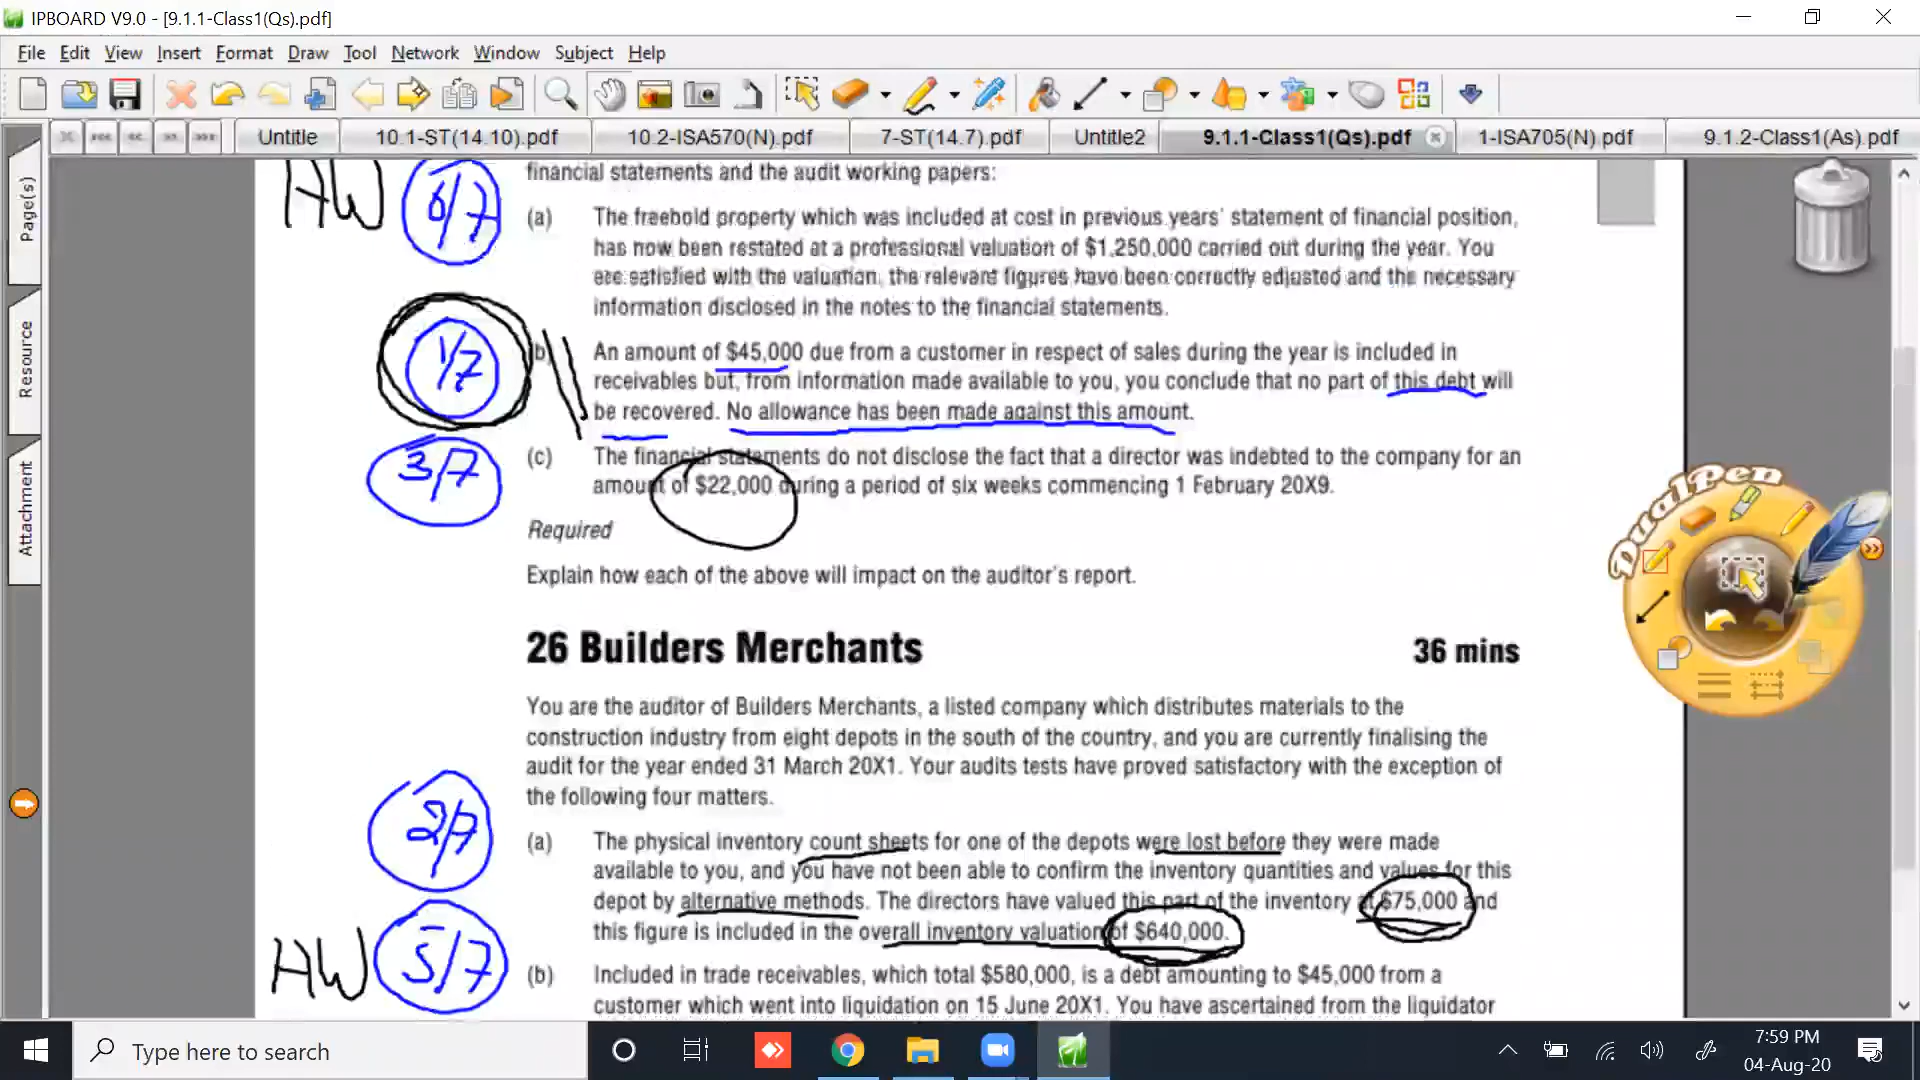 IPBOARD V9.0 - [9.1.1-Class1(Qs).pdf]
File Edit View Insert Format Draw Tool Network Window Subject Help
Untitle 10.1-ST(14.10).pdf 10.2-ISA570(N).pdf 7-ST(14.7).pdf Untitle2 9.1.1-Class1(Qs).pdf 1-ISA705(N).pdf 9.1.2-Class1(As).pdf
Page(s)
Resource
Attachment
financial statements and the audit working papers:
HW 6/7
(a) The freehold property which was included at cost in previous years' statement of financial position,
has now been restated at a professional valuation of $1,250,000 carried out during the year. You
are satisfied with the valuation, the relevant figures have been correctly adjusted and the necessary
information disclosed in the notes to the financial statements.
1/7
(b) An amount of $45,000 due from a customer in respect of sales during the year is included in
receivables but, from information made available to you, you conclude that no part of this debt will
be recovered. No allowance has been made against this amount.
3/7
(c) The financial statements do not disclose the fact that a director was indebted to the company for an
amount of $22,000 during a period of six weeks commencing 1 February 20X9.
Required
Explain how each of the above will impact on the auditor's report.
DualPen
26 Builders Merchants 36 mins
You are the auditor of Builders Merchants, a listed company which distributes materials to the
construction industry from eight depots in the south of the country, and you are currently finalising the
audit for the year ended 31 March 20X1. Your audits tests have proved satisfactory with the exception of
the following four matters.
2/7
(a) The physical inventory count sheets for one of the depots were lost before they were made
available to you, and you have not been able to confirm the inventory quantities and values for this
depot by alternative methods. The directors have valued this part of the inventory at $75,000 and
this figure is included in the overall inventory valuation of $640,000.
HW 5/7
(b) Included in trade receivables, which total $580,000, is a debt amounting to $45,000 from a
customer which went into liquidation on 15 June 20X1. You have ascertained from the liquidator
Type here to search
7:59 PM
04-Aug-20